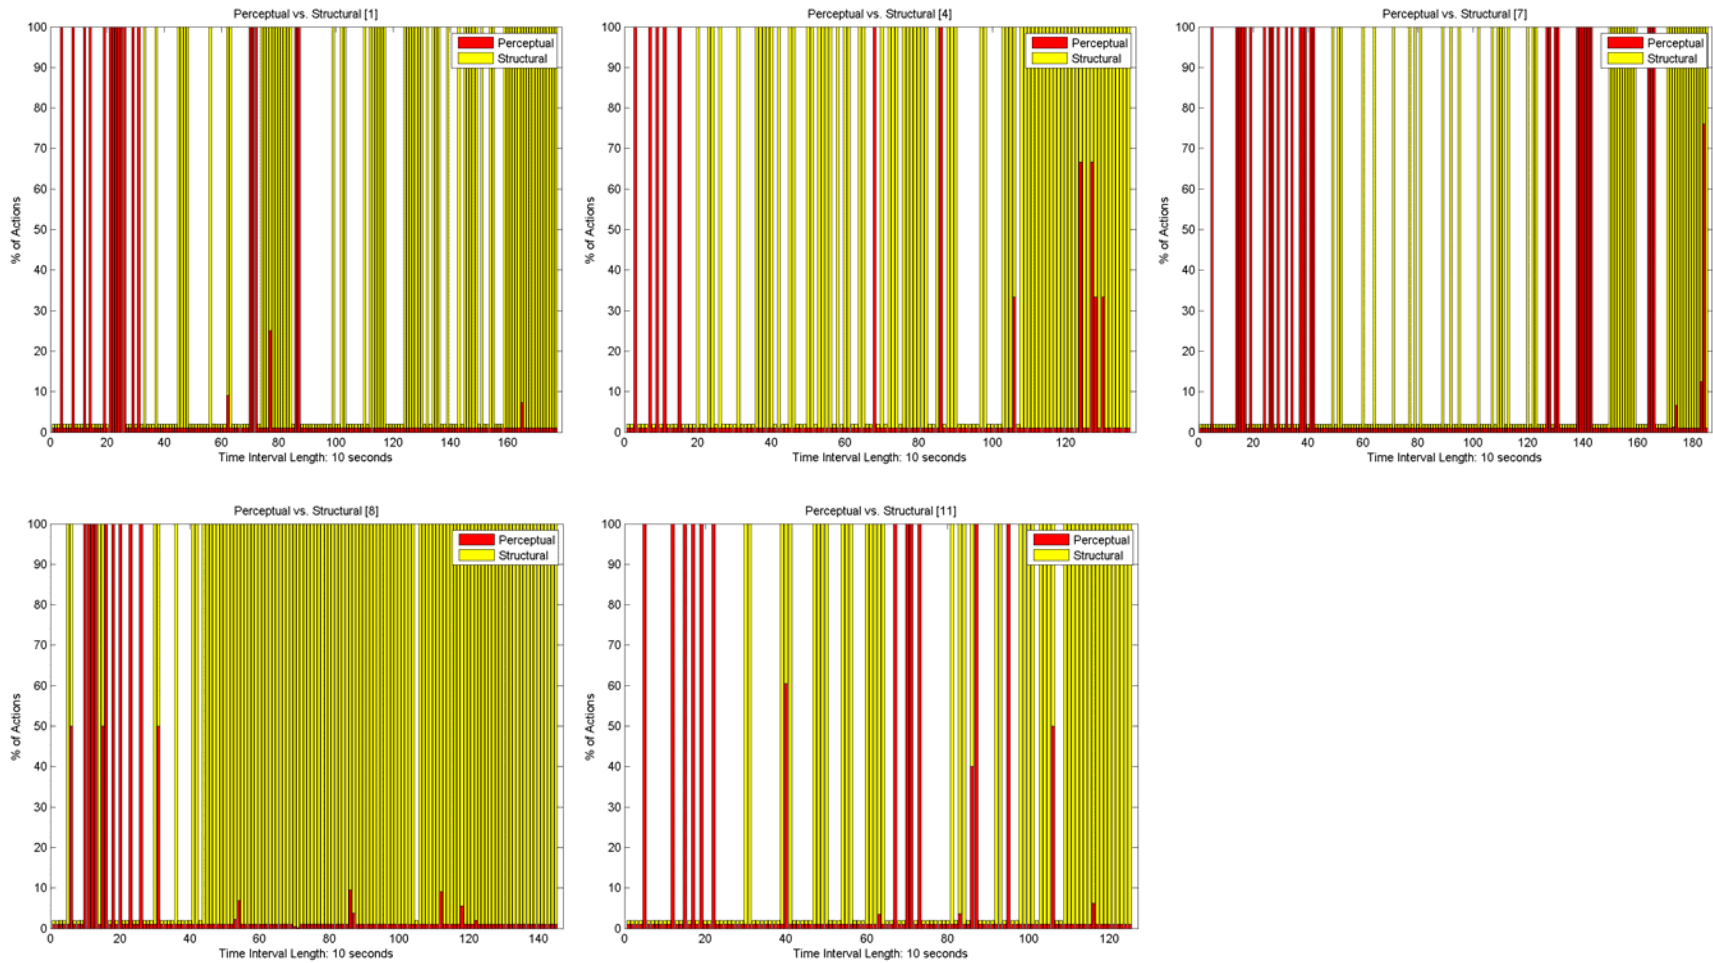 Perceptual vs. Structural [1]
100
90
80
70
60
50
40
30
20
10
0
% of Actions
Perceptual
Structural
0 20 40 60 80 100 120 140 160
Time Interval Length: 10 seconds
Perceptual vs. Structural [4]
100
90
80
70
60
50
40
30
20
10
0
% of Actions
Perceptual
Structural
0 20 40 60 80 100 120
Time Interval Length: 10 seconds
Perceptual vs. Structural [7]
100
90
80
70
60
50
40
30
20
10
0
% of Actions
Perceptual
Structural
0 20 40 60 80 100 120 140 160 180
Time Interval Length: 10 seconds
Perceptual vs. Structural [8]
100
90
80
70
60
50
40
30
20
10
0
% of Actions
Perceptual
Structural
0 20 40 60 80 100 120 140
Time Interval Length: 10 seconds
Perceptual vs. Structural [11]
100
90
80
70
60
50
40
30
20
10
0
% of Actions
Perceptual
Structural
0 20 40 60 80 100 120
Time Interval Length: 10 seconds